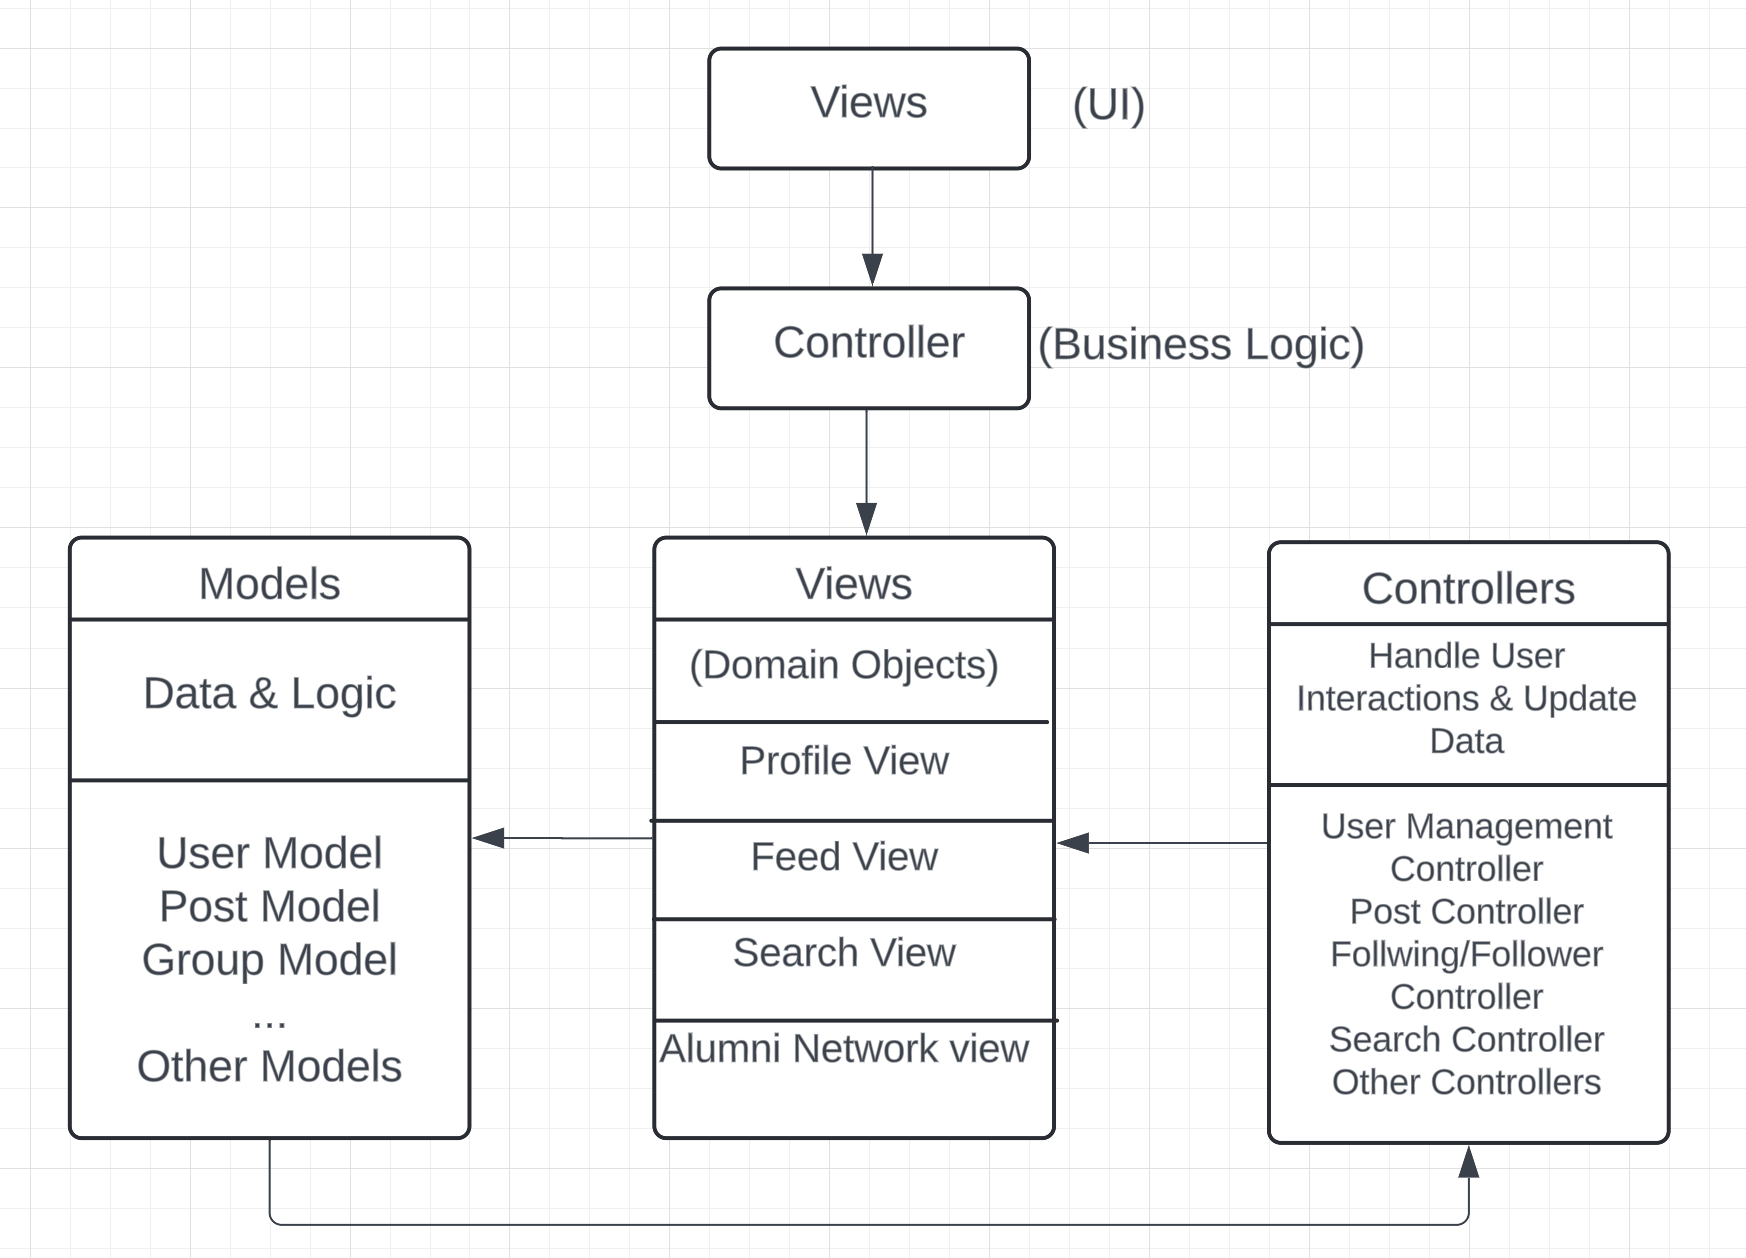 Views
(UI)
Controller
(Business Logic)
Models
Data & Logic
User Model
Post Model
Group Model
...
Other Models
Views
(Domain Objects)
Profile View
Feed View
Search View
Alumni Network view
Controllers
Handle User
Interactions & Update
Data
User Management
Controller
Post Controller
Follwing/Follower
Controller
Search Controller
Other Controllers